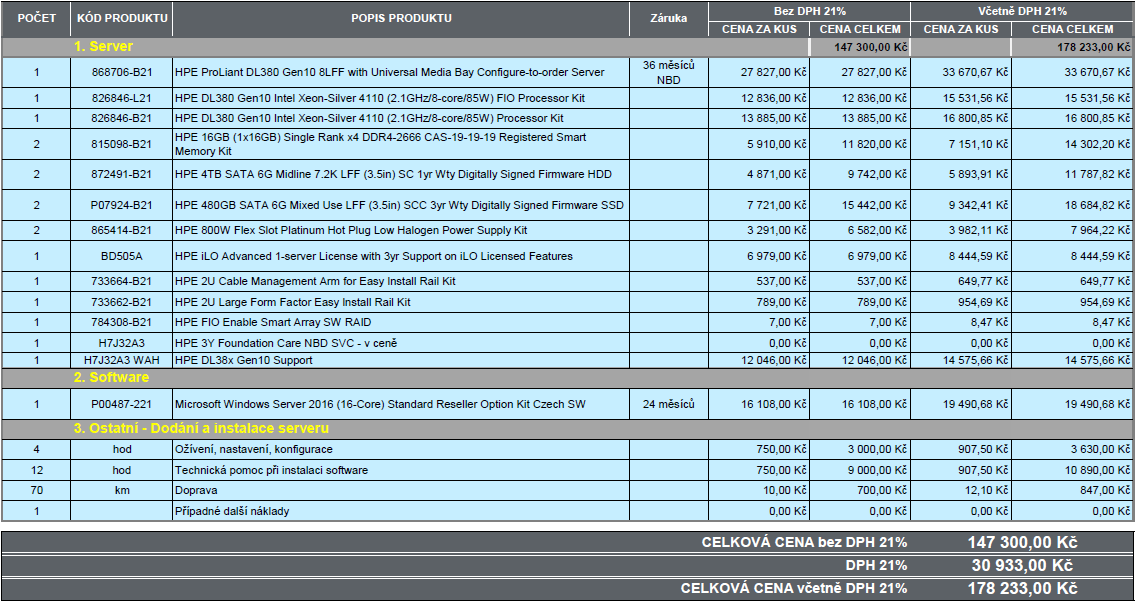 POČET KÓD PRODUKTU POPIS PRODUKTU Záruka Bez DPH 21% Včetně DPH 21%
CENA ZA KUS CENA CELKEM CENA ZA KUS CENA CELKEM
1. Server 147 300,00 Kč 178 233,00 Kč
1 868706-B21 HPE ProLiant DL380 Gen10 8LFF with Universal Media Bay Configure-to-order Server 36 měsíců NBD 27 827,00 Kč 27 827,00 Kč 33 670,67 Kč 33 670,67 Kč
1 826846-L21 HPE DL380 Gen10 Intel Xeon-Silver 4110 (2.1GHz/8-core/85W) FIO Processor Kit 12 836,00 Kč 12 836,00 Kč 15 531,56 Kč 15 531,56 Kč
1 826846-B21 HPE DL380 Gen10 Intel Xeon-Silver 4110 (2.1GHz/8-core/85W) Processor Kit 13 885,00 Kč 13 885,00 Kč 16 800,85 Kč 16 800,85 Kč
2 815098-B21 HPE 16GB (1x16GB) Single Rank x4 DDR4-2666 CAS-19-19-19 Registered Smart
Memory Kit 5 910,00 Kč 11 820,00 Kč 7 151,10 Kč 14 302,20 Kč
2 872491-B21 HPE 4TB SATA 6G Midline 7.2K LFF (3.5in) SC 1yr Wty Digitally Signed Firmware HDD 4 871,00 Kč 9 742,00 Kč 5 893,91 Kč 11 787,82 Kč
2 P07924-B21 HPE 480GB SATA 6G Mixed Use LFF (3.5in) SCC 3yr Wty Digitally Signed Firmware SSD 7 721,00 Kč 15 442,00 Kč 9 342,41 Kč 18 684,82 Kč
2 865414-B21 HPE 800W Flex Slot Platinum Hot Plug Low Halogen Power Supply Kit 3 291,00 Kč 6 582,00 Kč 3 982,11 Kč 7 964,22 Kč
1 BD505A HPE iLO Advanced 1-server License with 3yr Support on iLO Licensed Features 6 979,00 Kč 6 979,00 Kč 8 444,59 Kč 8 444,59 Kč
1 733664-B21 HPE 2U Cable Management Arm for Easy Install Rail Kit 537,00 Kč 537,00 Kč 649,77 Kč 649,77 Kč
1 733662-B21 HPE 2U Large Form Factor Easy Install Rail Kit 789,00 Kč 789,00 Kč 954,69 Kč 954,69 Kč
1 784308-B21 HPE FIO Enable Smart Array SW RAID 7,00 Kč 7,00 Kč 8,47 Kč 8,47 Kč
1 H7J32A3 HPE 3Y Foundation Care NBD SVC - v ceně 0,00 Kč 0,00 Kč 0,00 Kč 0,00 Kč
1 H7J32A3 WAH HPE DL38x Gen10 Support 12 046,00 Kč 12 046,00 Kč 14 575,66 Kč 14 575,66 Kč
2. Software
1 P00487-221 Microsoft Windows Server 2016 (16-Core) Standard Reseller Option Kit Czech SW 24 měsíců 16 108,00 Kč 16 108,00 Kč 19 490,68 Kč 19 490,68 Kč
3. Ostatní - Dodání a instalace serveru
4 hod Oživení, nastavení, konfigurace 750,00 Kč 3 000,00 Kč 907,50 Kč 3 630,00 Kč
12 hod Technická pomoc při instalaci software 750,00 Kč 9 000,00 Kč 907,50 Kč 10 890,00 Kč
70 km Doprava 10,00 Kč 700,00 Kč 12,10 Kč 847,00 Kč
1 Případné další náklady 0,00 Kč 0,00 Kč 0,00 Kč 0,00 Kč
CELKOVÁ CENA bez DPH 21% 147 300,00 Kč
DPH 21% 30 933,00 Kč
CELKOVÁ CENA včetně DPH 21% 178 233,00 Kč